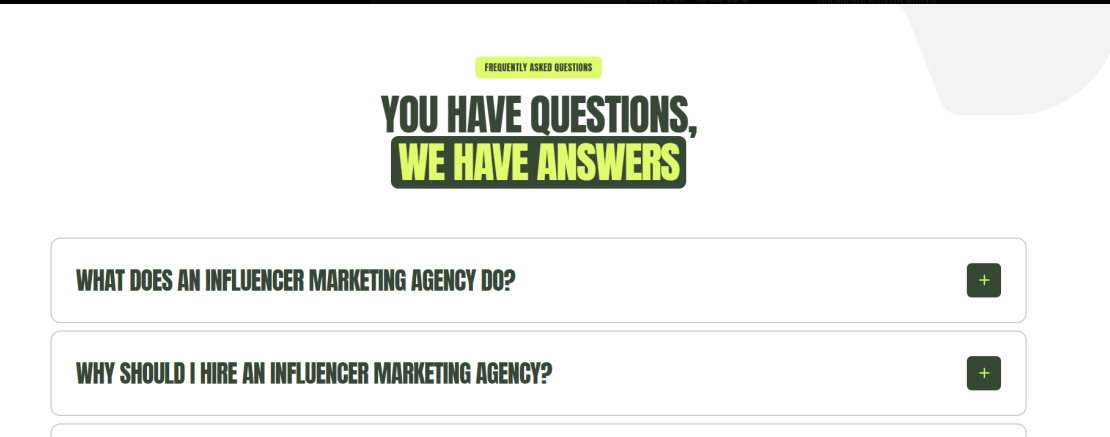 FREQUENTLY ASKED QUESTIONS
YOU HAVE QUESTIONS,
WE HAVE ANSWERS
WHAT DOES AN INFLUENCER MARKETING AGENCY DO?
+
WHY SHOULD I HIRE AN INFLUENCER MARKETING AGENCY?
+